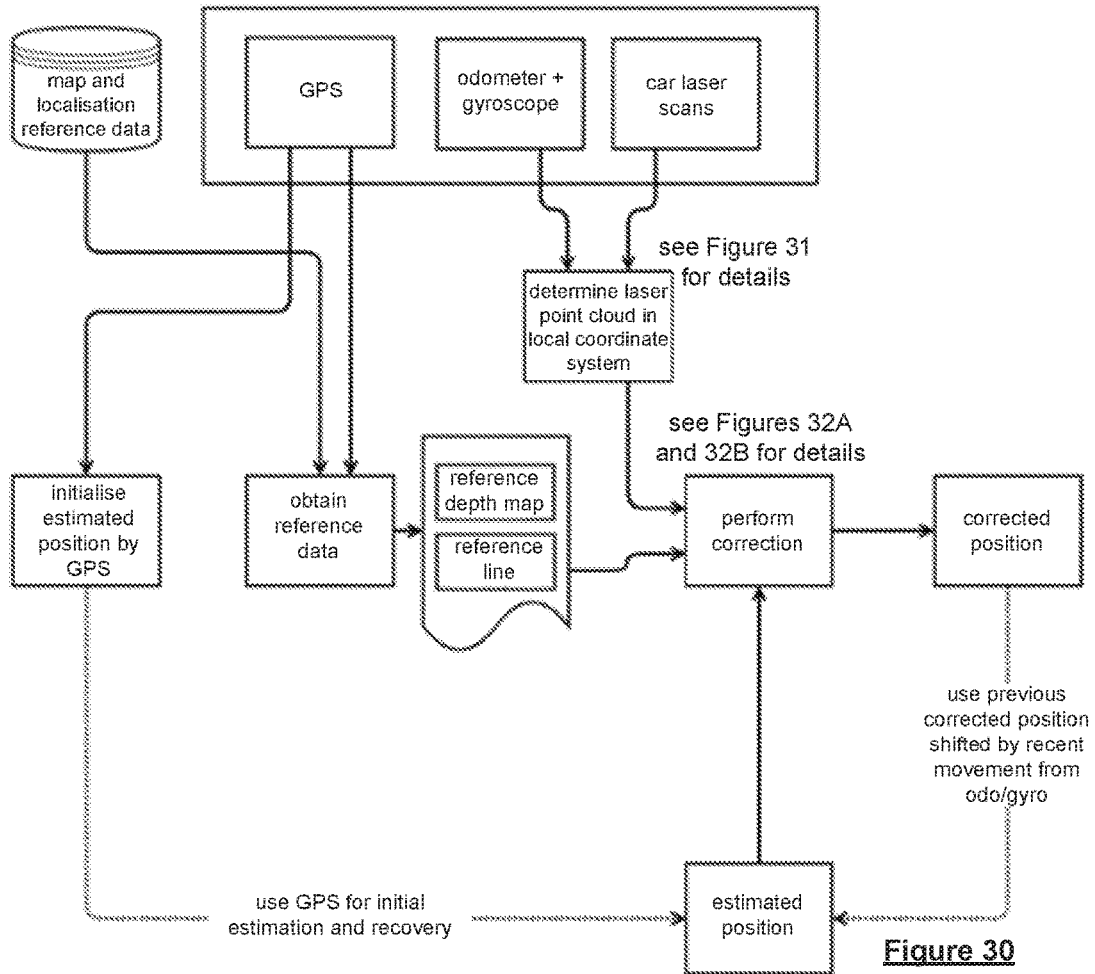 map and
localisation
reference data
GPS
odometer +
gyroscope
car laser
scans
see Figure 31
for details
determine laser
point cloud in
local coordinate
system
see Figures 32A
and 32B for details
initialise
estimated
position by
GPS
obtain
reference
data
reference
depth map
reference
line
perform
correction
corrected
position
use previous
corrected position
shifted by recent
movement from
odo/gyro
use GPS for initial
estimation and recovery
estimated
position
Figure 30